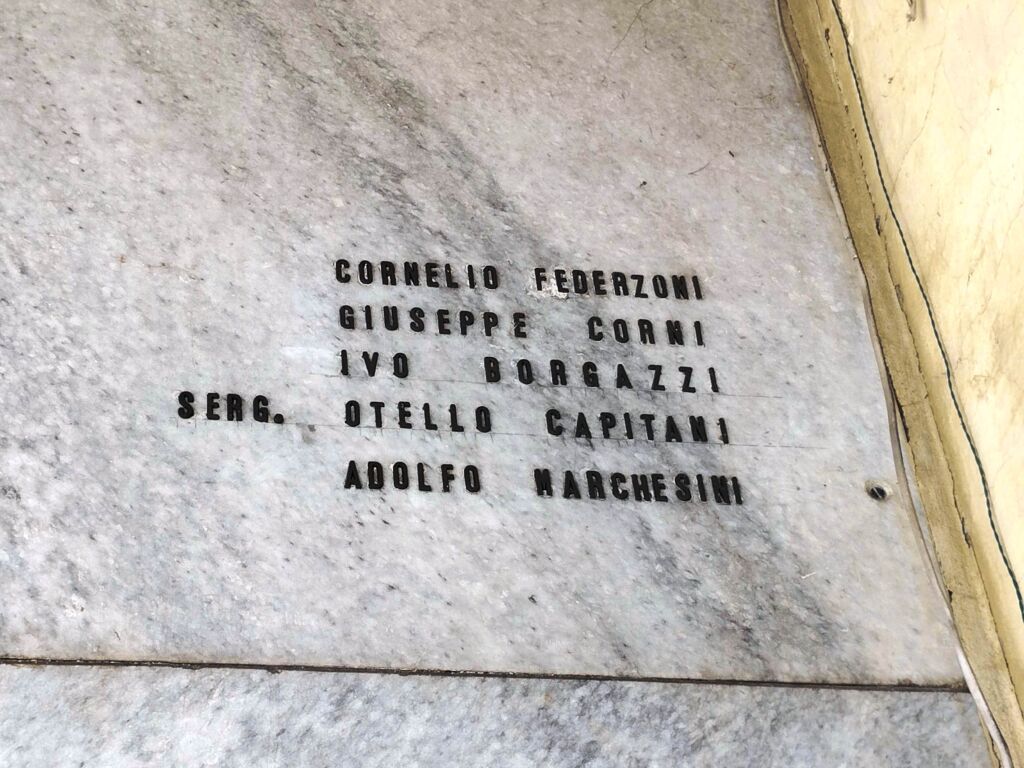 CORNELIO FEDERZONI
GIUSEPPE CORNI
IVO BORGAZZI
SERG. OTELLO CAPITANI
ADOLFO MARCHESINI